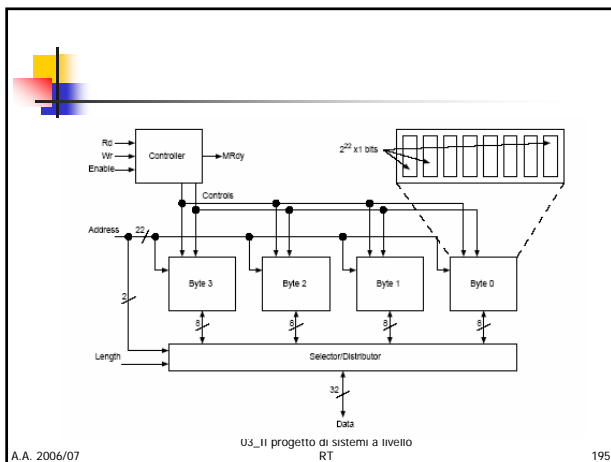 Rd
Wr
Enable
Controller
MRdy
2²² x1 bits
Controls
Address
22
Byte 3
Byte 2
Byte 1
Byte 0
2
8
8
8
8
Length
Selector/Distributor
32
Data
03_Il progetto di sistemi a livello
A.A. 2006/07
RT
195